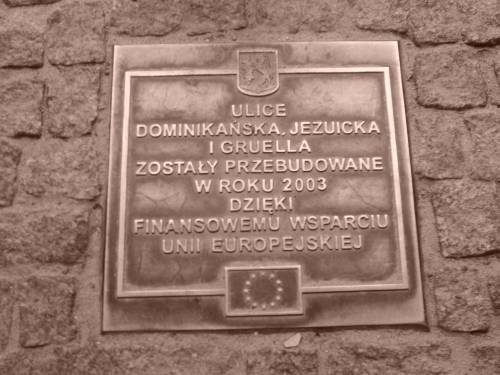 ULICE
DOMINIKAŃSKA, JEZUICKA
I GRUELLA
ZOSTAŁY PRZEBUDOWANE
W ROKU 2003
DZIĘKI
FINANSOWEMU WSPARCIU
UNII EUROPEJSKIEJ